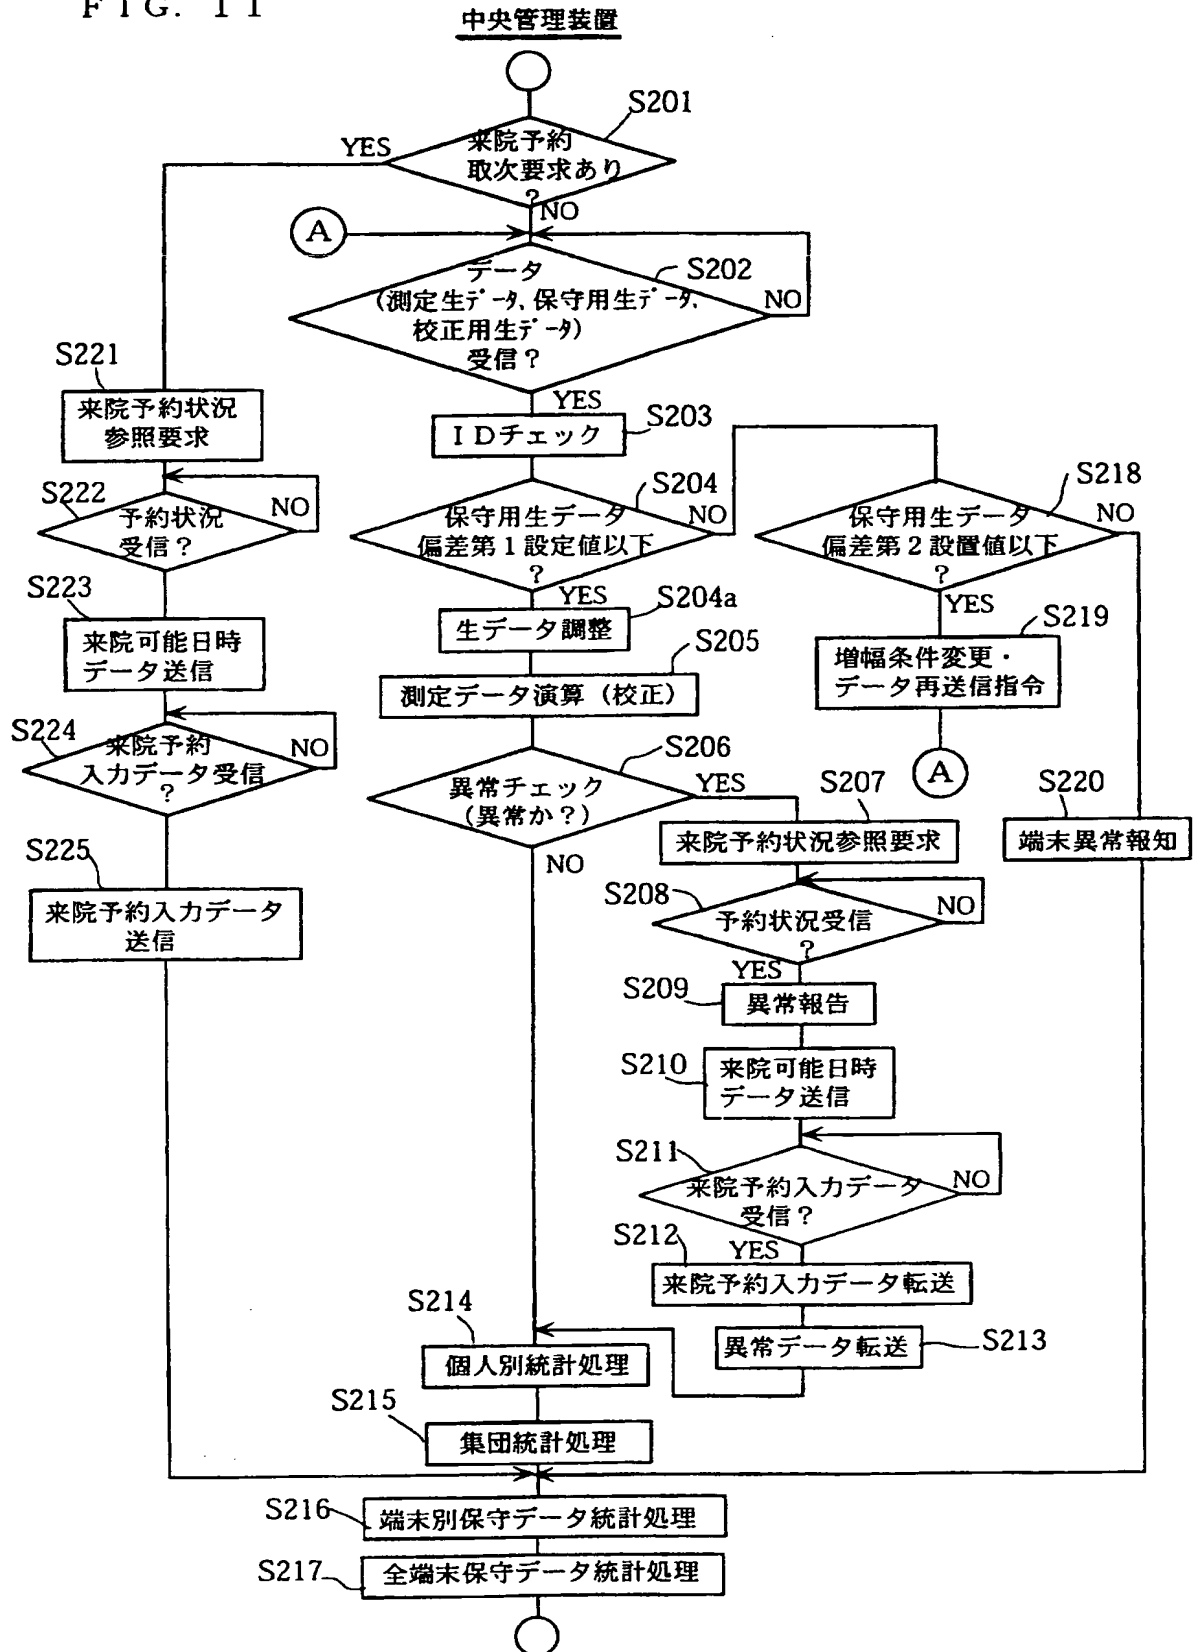 FIG. 11
中央管理装置
S201
来院予約
取次要求あり
?
YES
NO
A
S202
データ
(測定生データ、保守用生データ、
校正用生データ)
受信?
NO
YES
S203
IDチェック
S204
保守用生データ
偏差第1設定値以下
?
NO
YES
S218
保守用生データ
偏差第2設置値以下
?
NO
YES
S204a
生データ調整
S219
増幅条件変更・
データ再送信指令
A
S205
測定データ演算(校正)
S206
異常チェック
(異常か?)
YES
NO
S207
来院予約状況参照要求
S220
端末異常報知
S208
予約状況受信
?
NO
YES
S209
異常報告
S210
来院可能日時
データ送信
S211
来院予約入力データ
受信?
NO
YES
S212
来院予約入力データ転送
S213
異常データ転送
S221
来院予約状況
参照要求
S222
予約状況
受信?
NO
S223
来院可能日時
データ送信
S224
来院予約
入力データ受信
?
NO
S225
来院予約入力データ
送信
S214
個人別統計処理
S215
集団統計処理
S216
端末別保守データ統計処理
S217
全端末保守データ統計処理